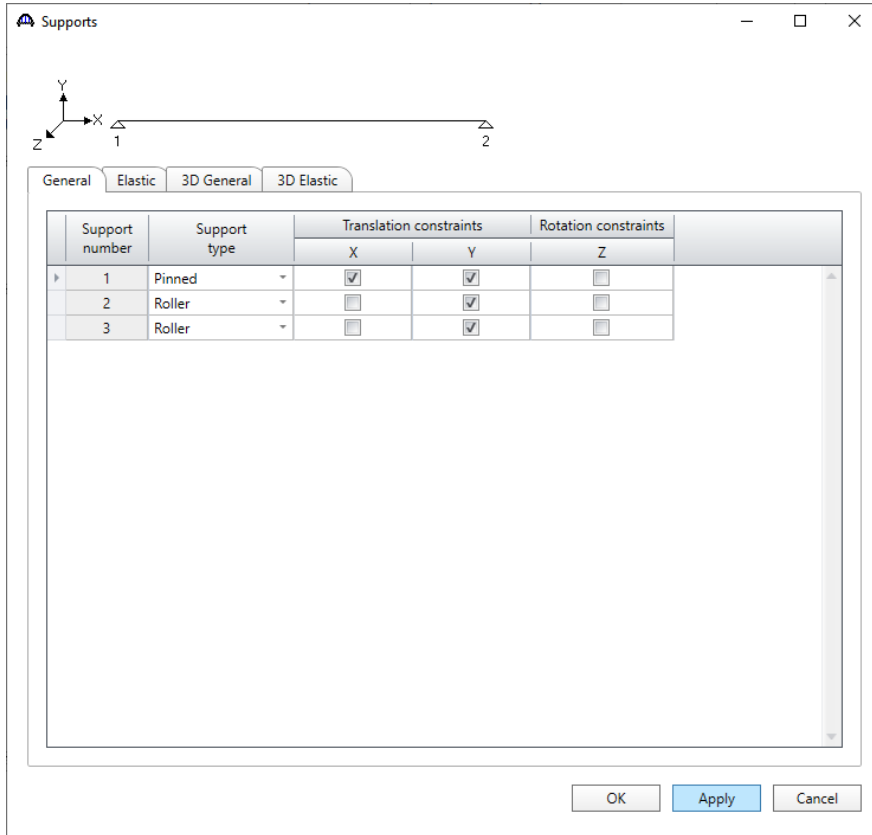 Supports
Y
X
Z
1
2
General Elastic 3D General 3D Elastic
Support number Support type Translation constraints Rotation constraints
X Y Z
1 Pinned
2 Roller
3 Roller
OK Apply Cancel